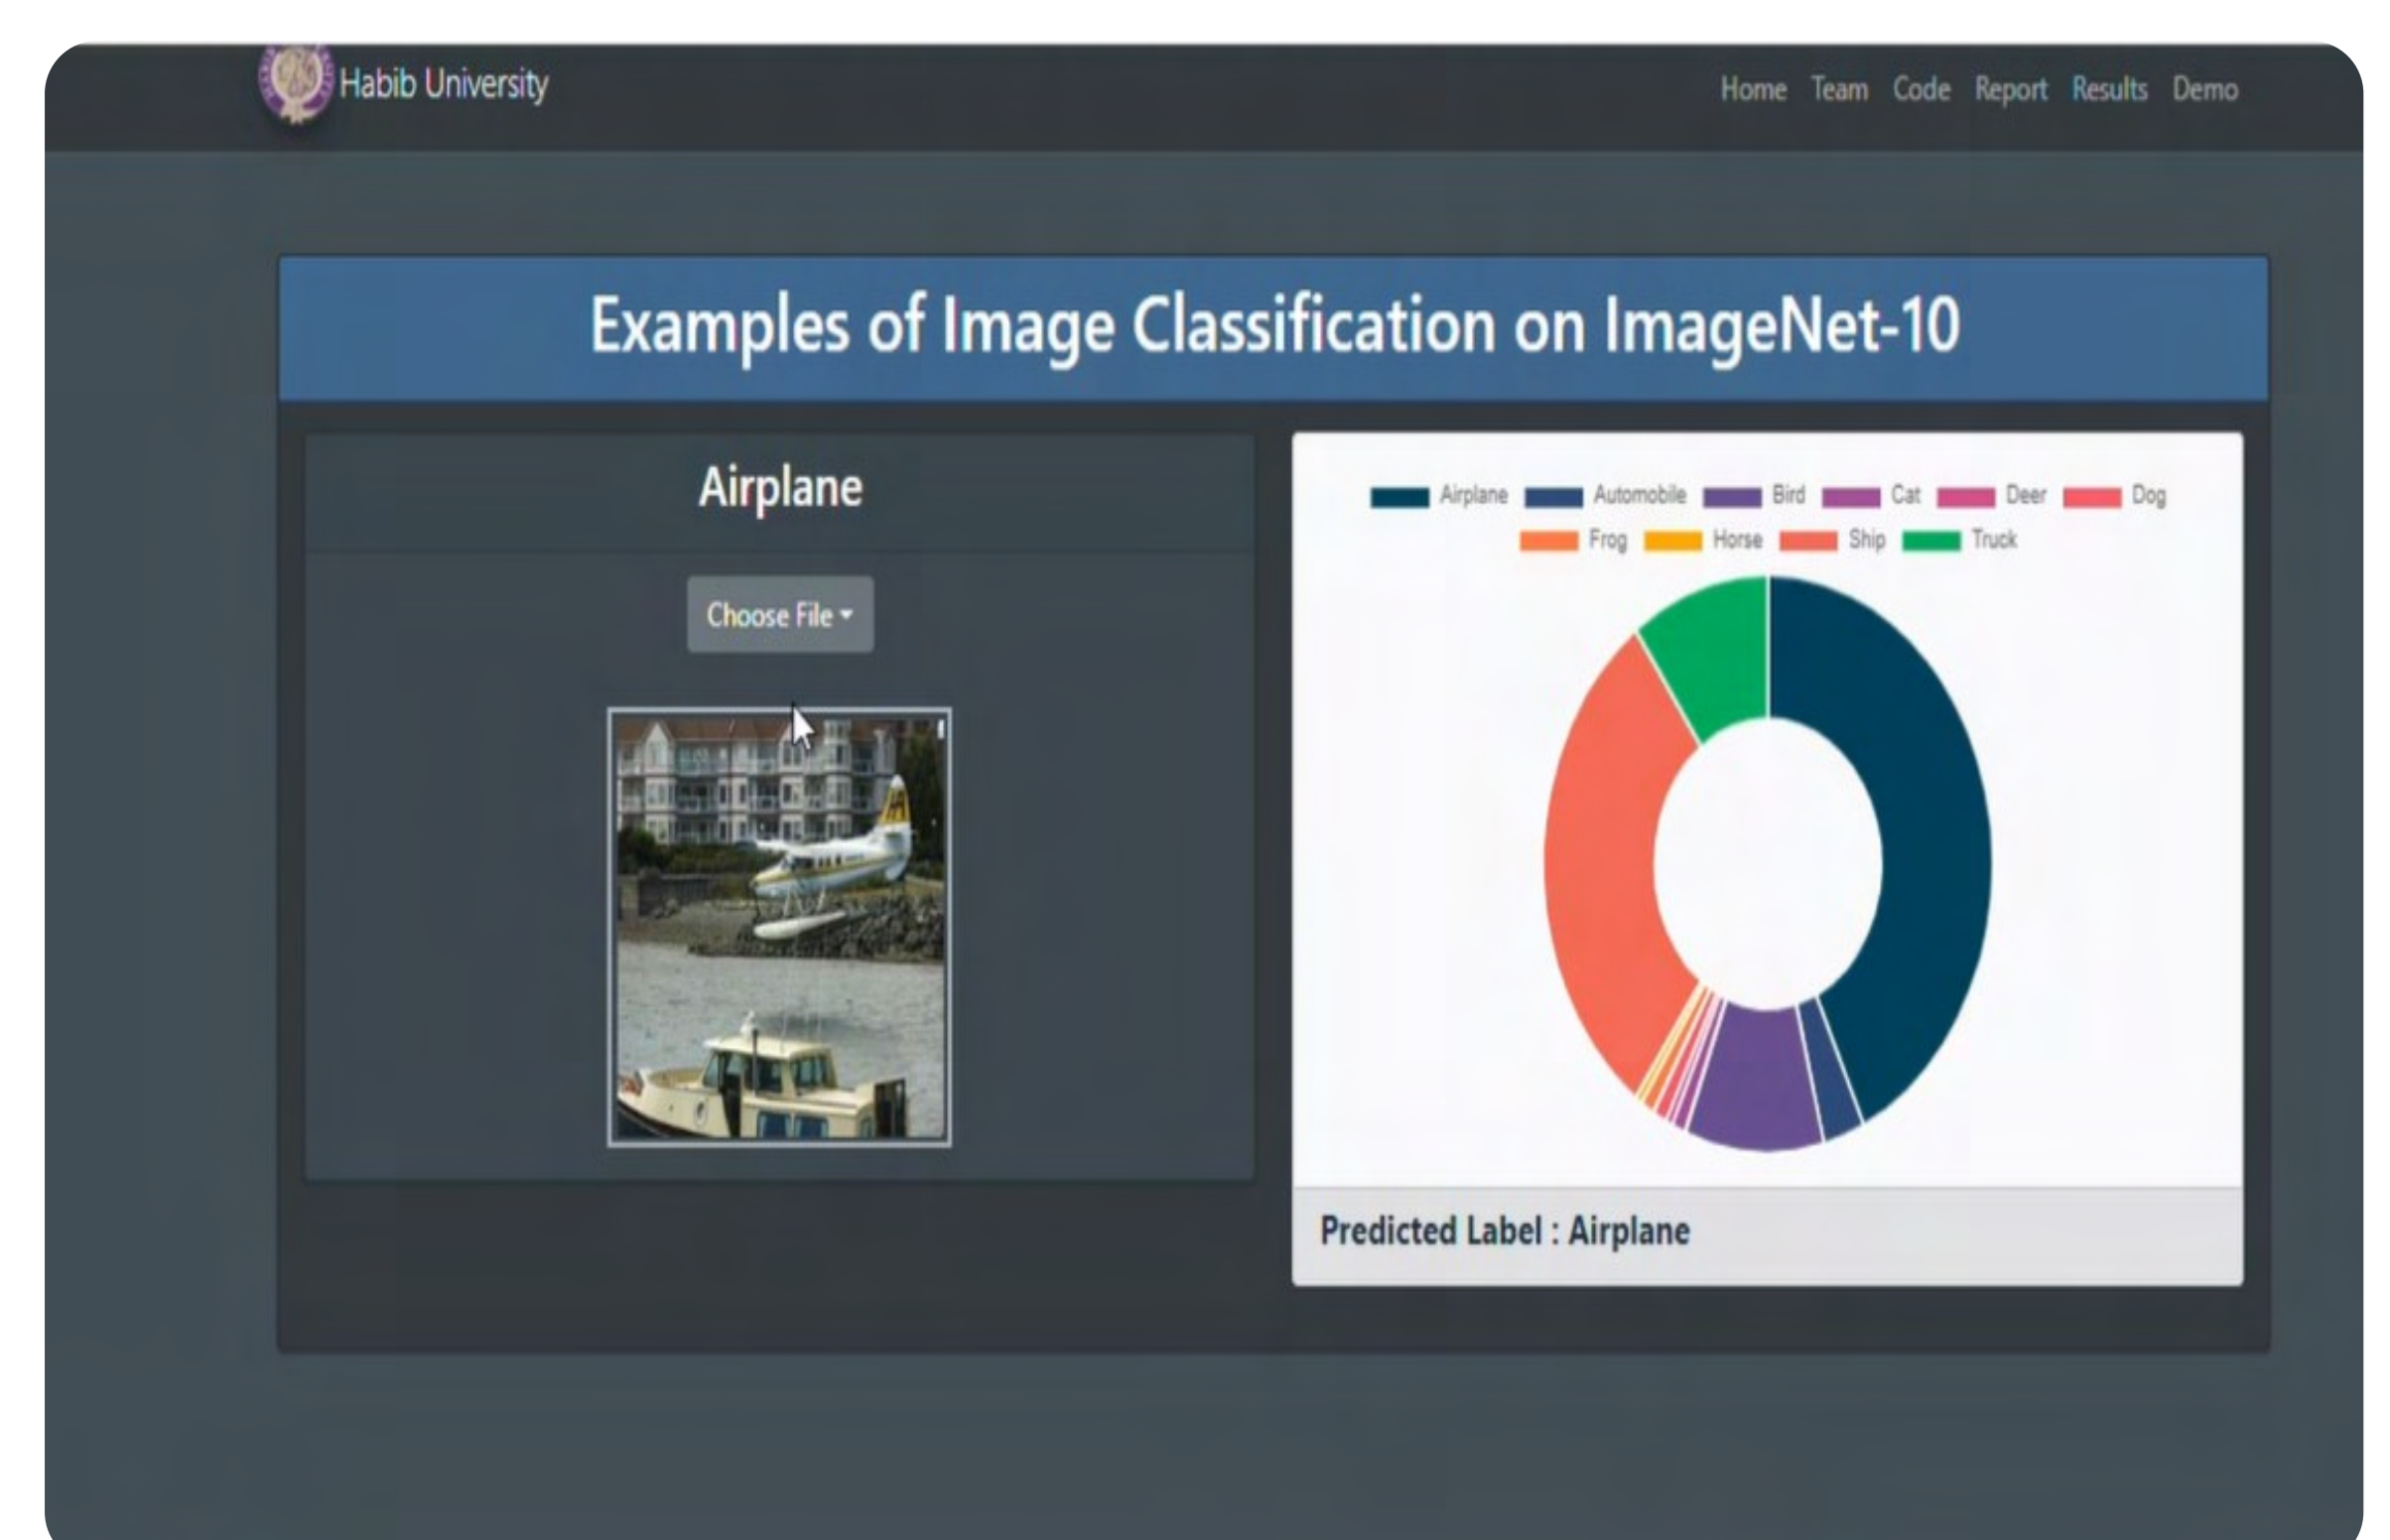 Habib University
Home Team Code Report Results Demo
Examples of Image Classification on ImageNet-10
Airplane
Choose File
Airplane Automobile Bird Cat Deer Dog
Frog Horse Ship Truck
Predicted Label : Airplane